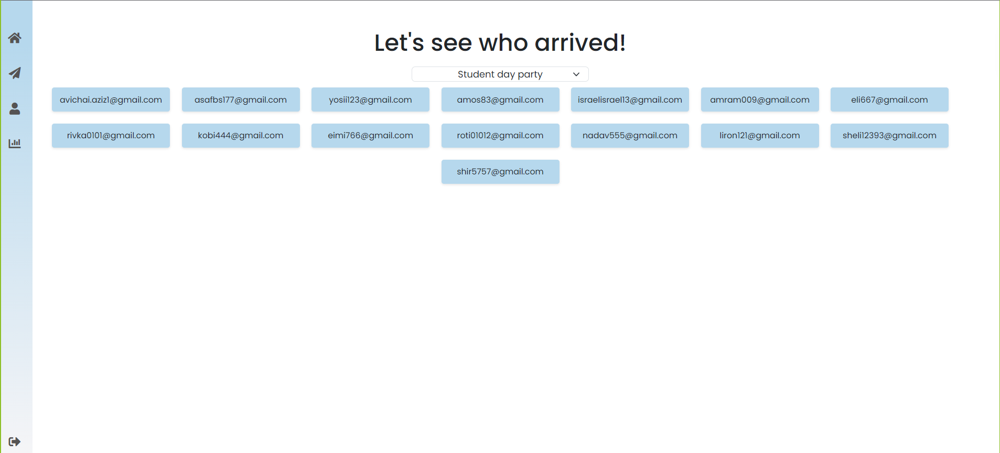 Let's see who arrived!
Student day party
avichai.aziz1@gmail.com asafbs177@gmail.com yosii123@gmail.com amos83@gmail.com israelisrael13@gmail.com amram009@gmail.com eli667@gmail.com
rivka0101@gmail.com kobi444@gmail.com eimi766@gmail.com roti01012@gmail.com nadav555@gmail.com liron121@gmail.com sheli12393@gmail.com
shir5757@gmail.com